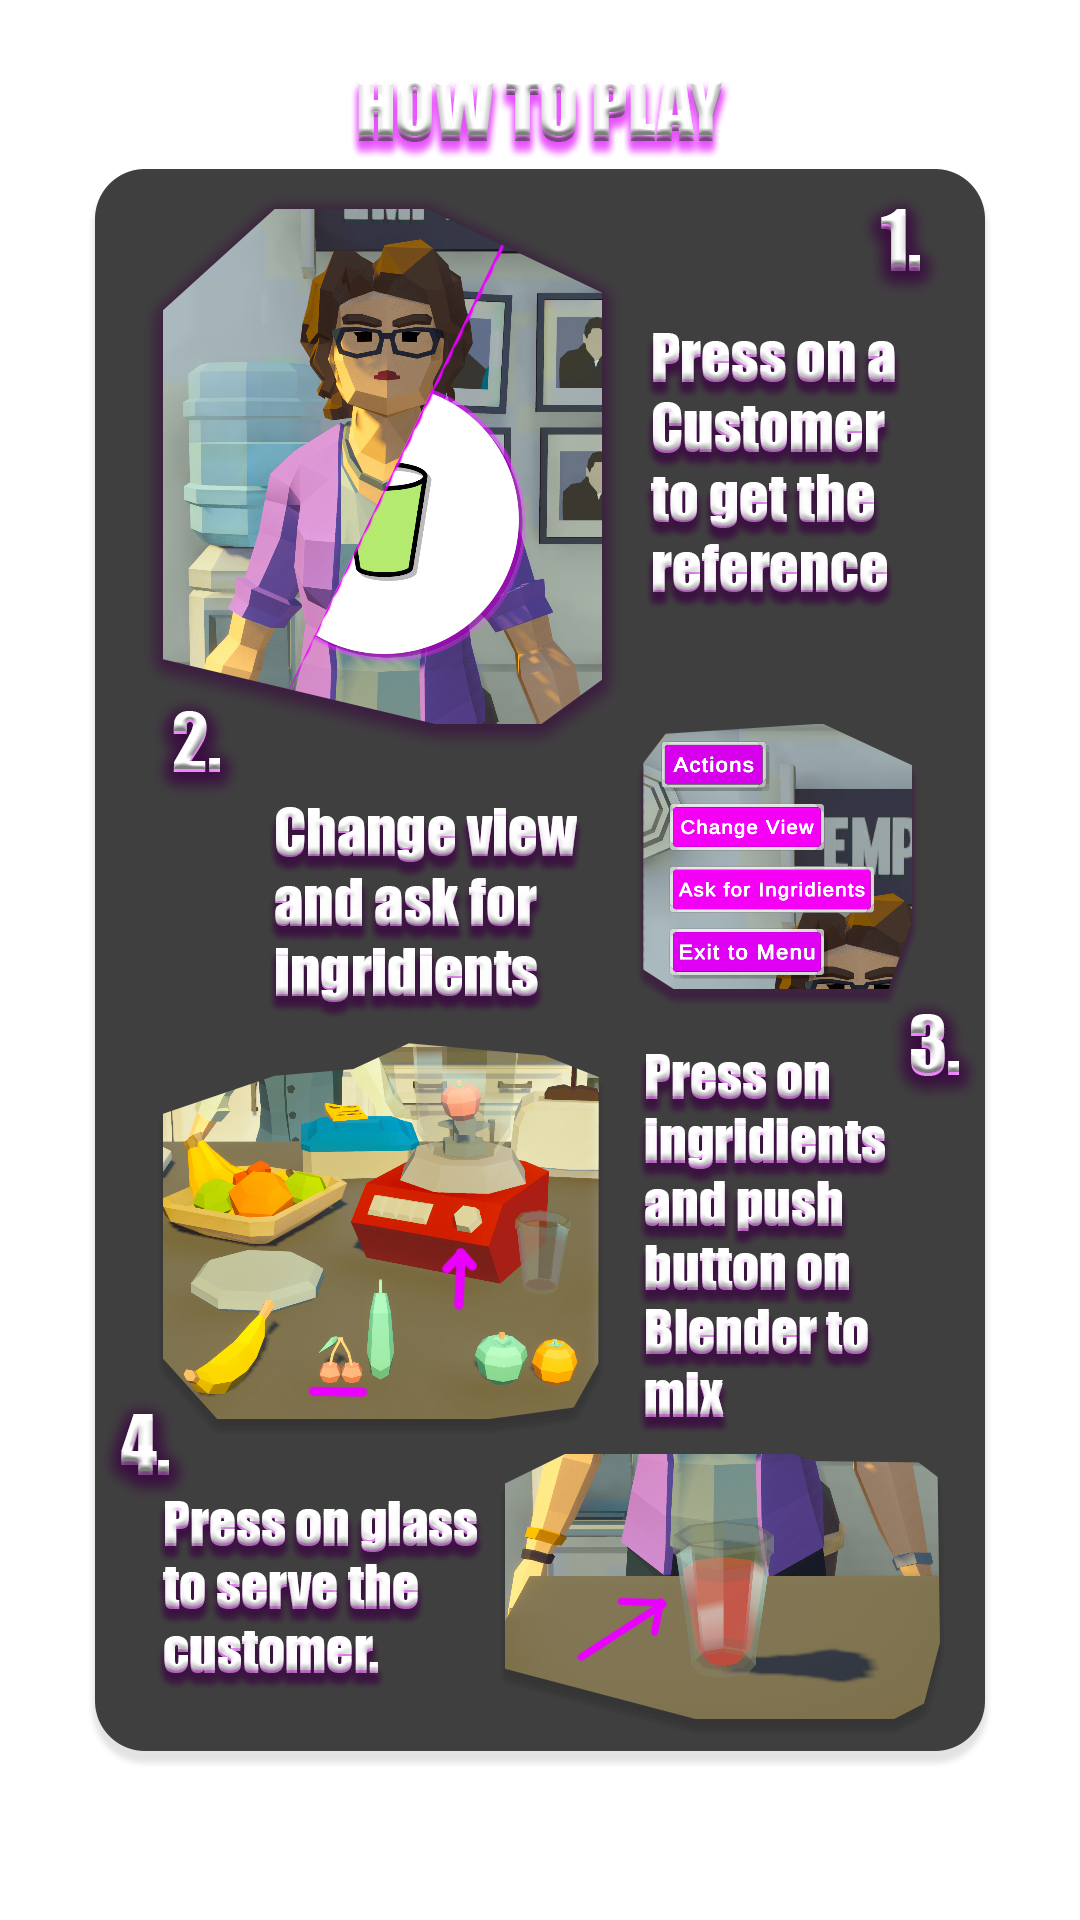 HOW TO PLAY
1.
Press on a
Customer
to get the
reference
2.
Change view
and ask for
ingridients
Actions
Change View
EMP
Ask for Ingridients
Exit to Menu
3.
Press on
ingridients
and push
button on
Blender to
mix
4.
Press on glass
to serve the
customer.